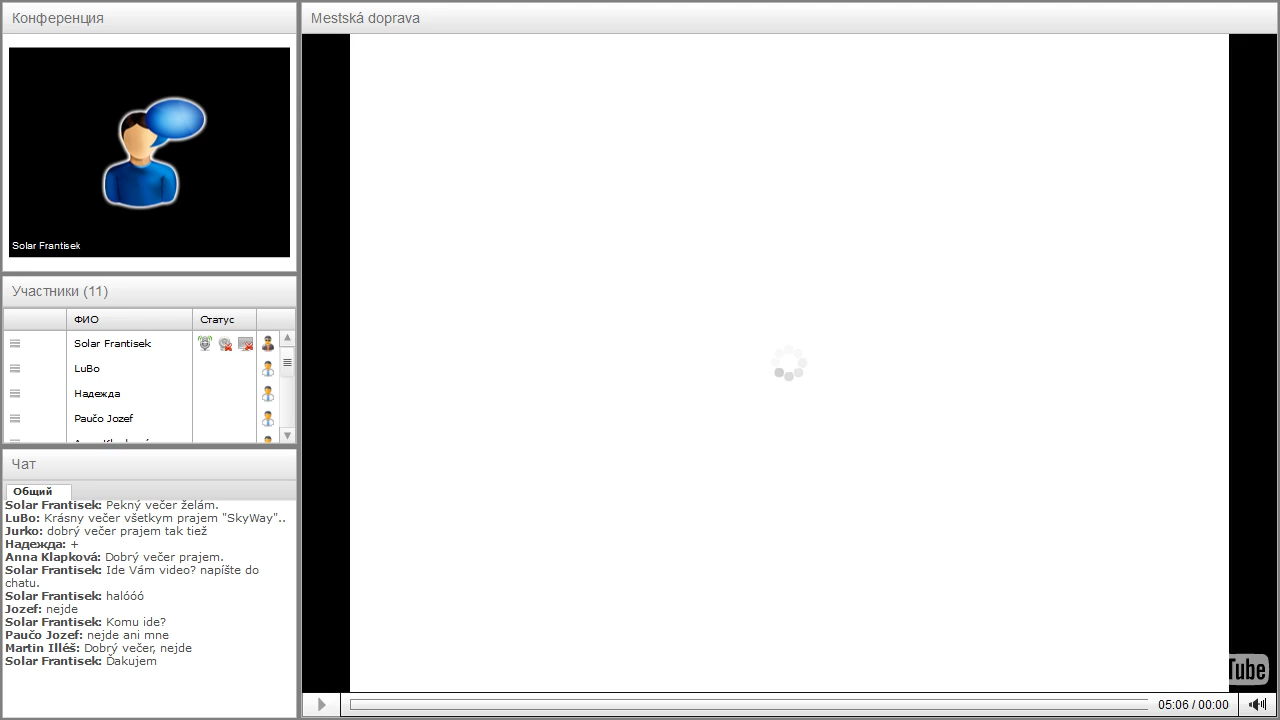 Конференция
Solar Frantisek
Участники (11)
ФИО
Статус
Solar Frantisek
LuBo
Надежда
Paučo Jozef
Чат
Общий
Solar Frantisek: Pekný večer želám.
LuBo: Krásny večer všetkym prajem "SkyWay"..
Jurko: dobrý večer prajem tak tiež
Надежда: +
Anna Klapková: Dobrý večer prajem.
Solar Frantisek: Ide Vám video? napíšte do
chatu.
Solar Frantisek: halóóó
Jozef: nejde
Solar Frantisek: Komu ide?
Paučo Jozef: nejde ani mne
Martin Illéš: Dobrý večer, nejde
Solar Frantisek: Ďakujem
Mestská doprava
Tube
05:06 / 00:00